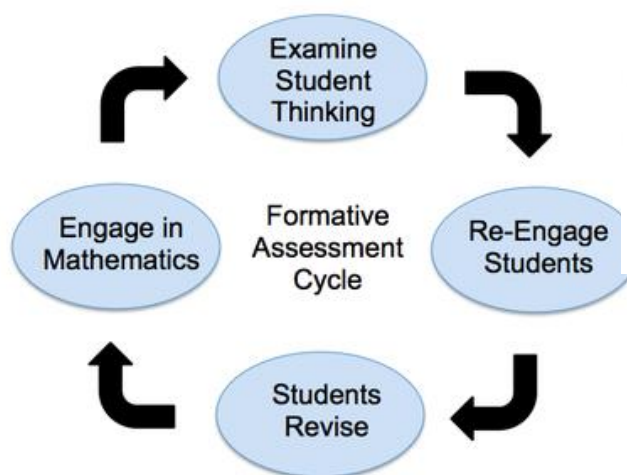 Examine
Student
Thinking
Engage in
Mathematics
Formative
Assessment
Cycle
Re-Engage
Students
Students
Revise